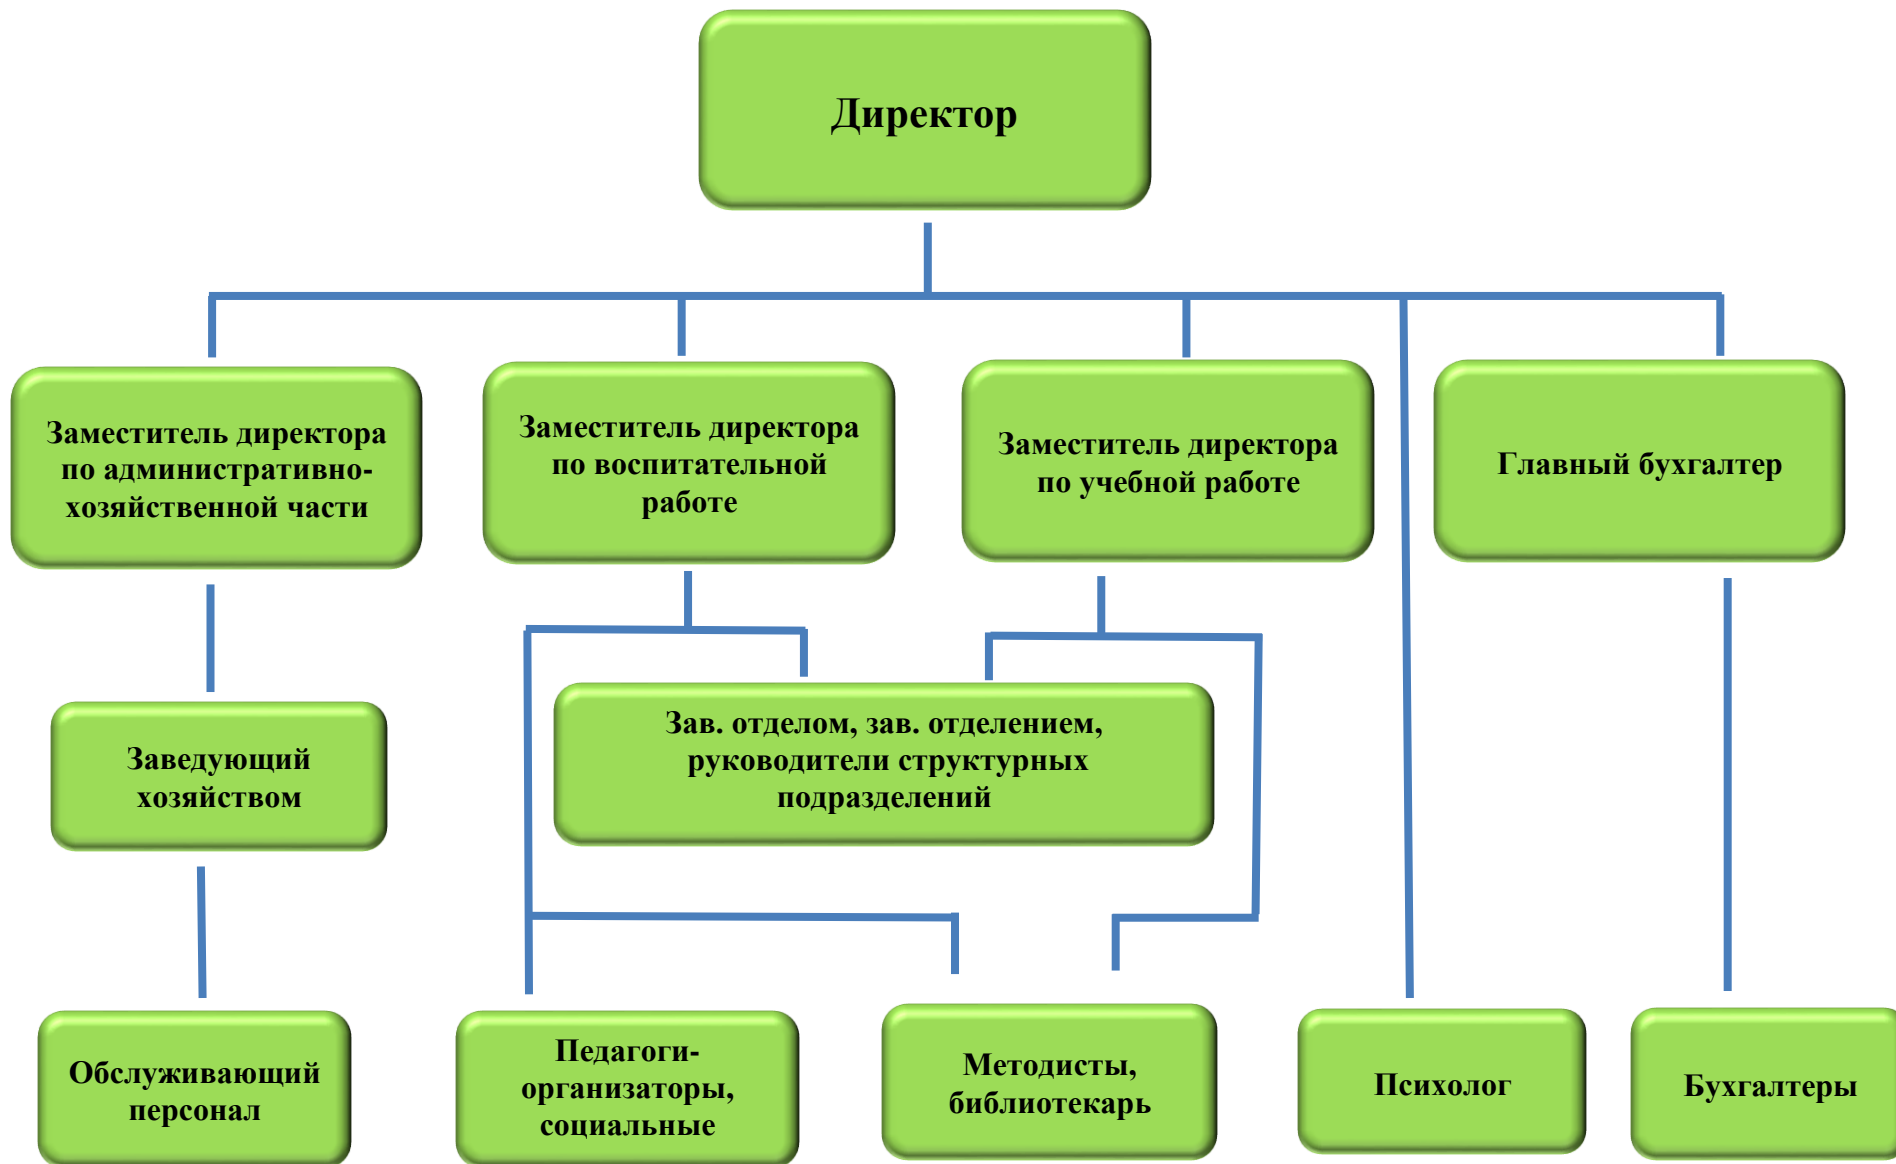 Директор
Заместитель директора
по административно-
хозяйственной части
Заместитель директора
по воспитательной
работе
Заместитель директора
по учебной работе
Главный бухгалтер
Заведующий
хозяйством
Зав. отделом, зав. отделением,
руководители структурных
подразделений
Обслуживающий
персонал
Педагоги-
организаторы,
социальные
Методисты,
библиотекарь
Психолог
Бухгалтеры